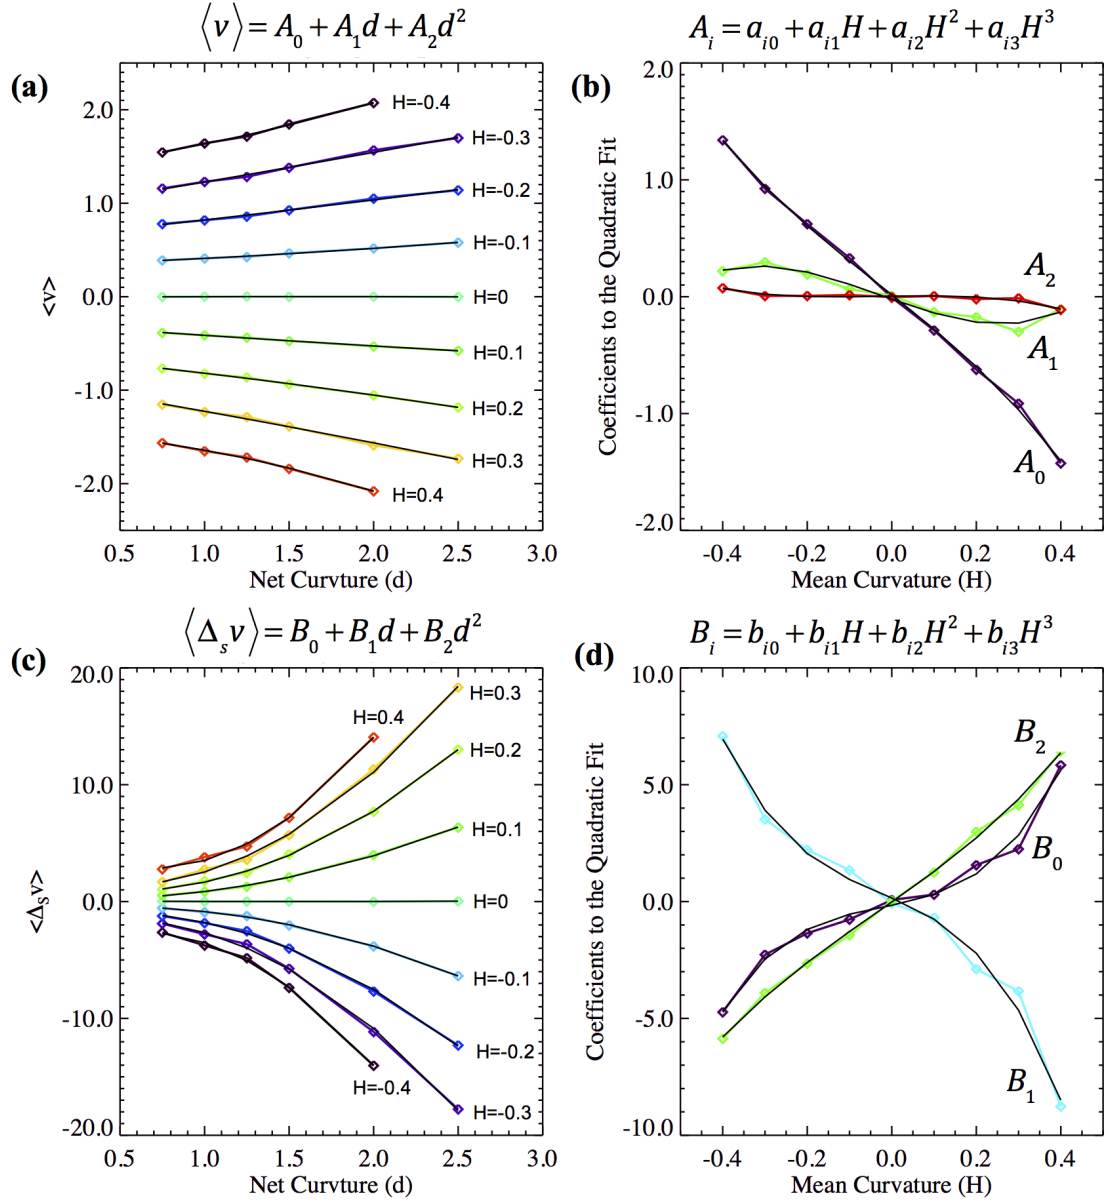 ⟨v⟩ = A₀ + A₁d + A₂d²
Aᵢ = aᵢ₀ + aᵢ₁H + aᵢ₂H² + aᵢ₃H³
(a)
2.0
1.0
0.0
-1.0
-2.0
<v>
H=-0.4
H=-0.3
H=-0.2
H=-0.1
H=0
H=0.1
H=0.2
H=0.3
H=0.4
0.5 1.0 1.5 2.0 2.5 3.0
Net Curvture (d)
(b)
2.0
1.0
0.0
-1.0
-2.0
Coefficients to the Quadratic Fit
A₂
A₁
A₀
-0.4 -0.2 0.0 0.2 0.4
Mean Curvature (H)
⟨Δₛv⟩ = B₀ + B₁d + B₂d²
Bᵢ = bᵢ₀ + bᵢ₁H + bᵢ₂H² + bᵢ₃H³
(c)
20.0
10.0
0.0
-10.0
-20.0
<Δₛv>
H=0.3
H=0.4
H=0.2
H=0.1
H=0
H=-0.1
H=-0.2
H=-0.4
H=-0.3
0.5 1.0 1.5 2.0 2.5 3.0
Net Curvture (d)
(d)
10.0
5.0
0.0
-5.0
-10.0
Coefficients to the Quadratic Fit
B₂
B₀
B₁
-0.4 -0.2 0.0 0.2 0.4
Mean Curvature (H)